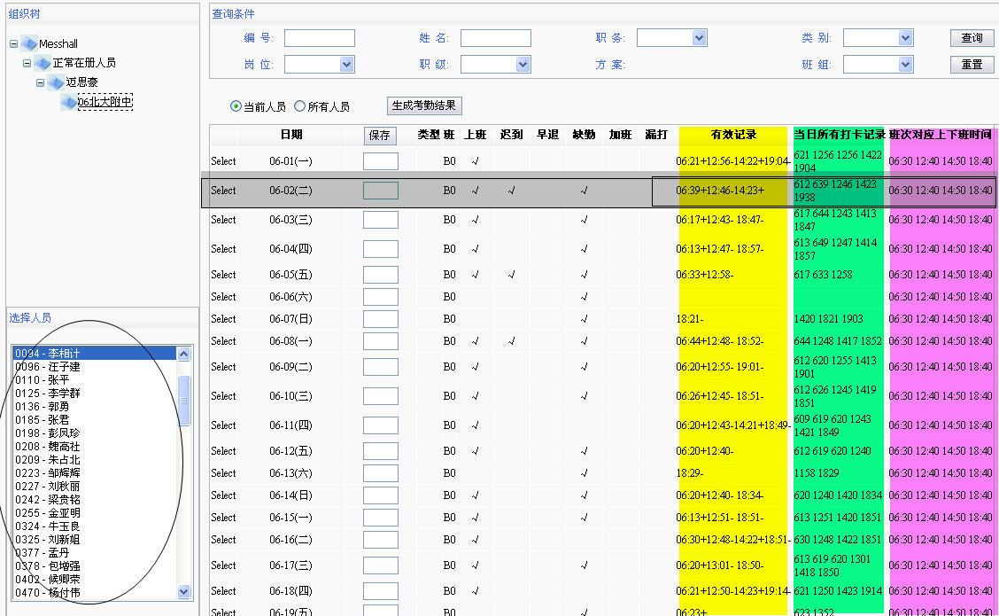 组织树
Messhall
正常在册人员
迈思豪
06北大附中
选择人员
0094 - 李相计
0096 - 汪子建
0110 - 张平
0125 - 李学群
0136 - 郭勇
0185 - 张君
0198 - 彭凤珍
0208 - 魏高社
0209 - 朱占北
0223 - 邹辉辉
0227 - 刘秋丽
0242 - 梁贵铭
0255 - 金亚明
0324 - 牛玉良
0325 - 刘新姐
0377 - 孟丹
0378 - 包增强
0402 - 候卿荣
0470 - 杨付伟
查询条件
编 号: 姓 名: 职 务: 类 别: 查询
岗 位: 职 级: 方 案: 班 组: 重置
当前人员 所有人员 生成考勤结果
日期 保存 类型 班 上班 迟到 早退 缺勤 加班 漏打 有效记录 当日所有打卡记录 班次对应上下班时间
Select 06-01(一) B0 √ 06:21+12:56-14:22+19:04- 621 1256 1256 1422 06:30 12:40 14:50 18:40
1904
Select 06-02(二) B0 √ √ √ 06:39+12:46-14:23+ 612 639 1246 1423 06:30 12:40 14:50 18:40
1938
Select 06-03(三) B0 √ √ 06:17+12:43- 18:47- 617 644 1243 1413 06:30 12:40 14:50 18:40
1847
Select 06-04(四) B0 √ √ 06:13+12:47- 18:57- 613 649 1247 1414 06:30 12:40 14:50 18:40
1857
Select 06-05(五) B0 √ √ √ 06:33+12:58- 617 633 1258 06:30 12:40 14:50 18:40
Select 06-06(六) B0 √ 06:30 12:40 14:50 18:40
Select 06-07(日) B0 √ 18:21- 1420 1821 1903 06:30 12:40 14:50 18:40
Select 06-08(一) B0 √ √ √ 06:44+12:48- 18:52- 644 1248 1417 1852 06:30 12:40 14:50 18:40
Select 06-09(二) B0 √ √ 06:20+12:55- 19:01- 612 620 1255 1413 06:30 12:40 14:50 18:40
1901
Select 06-10(三) B0 √ √ 06:26+12:45- 18:51- 612 626 1245 1419 06:30 12:40 14:50 18:40
1851
Select 06-11(四) B0 √ √ 06:20+12:43-14:21+18:49- 609 619 620 1243 06:30 12:40 14:50 18:40
1421 1849
Select 06-12(五) B0 √ √ 06:20+12:40- 612 619 620 1240 06:30 12:40 14:50 18:40
Select 06-13(六) B0 √ 18:29- 1158 1829 06:30 12:40 14:50 18:40
Select 06-14(日) B0 √ √ 06:20+12:40- 18:34- 620 1240 1420 1834 06:30 12:40 14:50 18:40
Select 06-15(一) B0 √ √ 06:13+12:51- 18:51- 613 1251 1420 1851 06:30 12:40 14:50 18:40
Select 06-16(二) B0 √ 06:30+12:48-14:22+18:51- 630 1248 1422 1851 06:30 12:40 14:50 18:40
Select 06-17(三) B0 √ √ 06:20+13:01- 18:50- 613 619 620 1301 06:30 12:40 14:50 18:40
1418 1850
Select 06-18(四) B0 √ 06:21+12:50-14:23+19:14- 621 1250 1423 1914 06:30 12:40 14:50 18:40
Select 06-19(五) B0 √ √ 06:23+ 623 1352 06:30 12:40 14:50 18:40